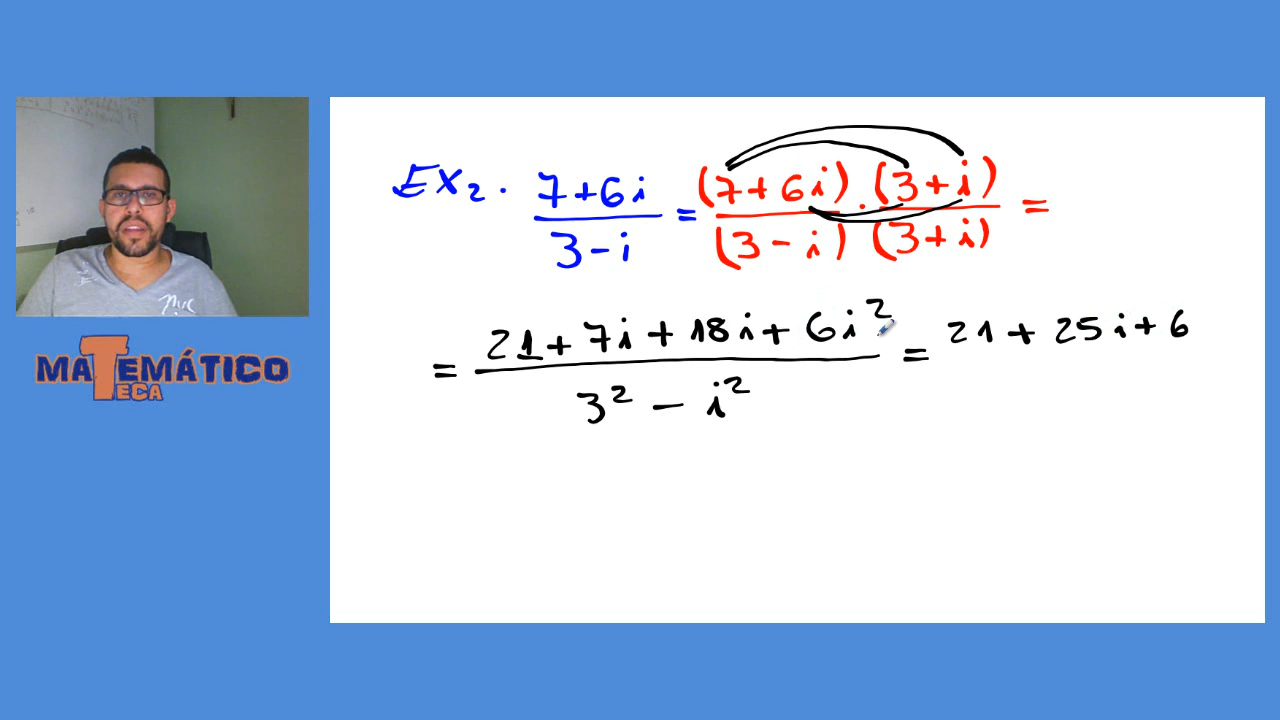 Ex2. 7+6i / 3-i = (7+6i) . (3+i) / (3-i) (3+i) =
= 21+7i+18i+6i² / 3² - i² = 21+25i+6
MATEMÁTICO
TECA